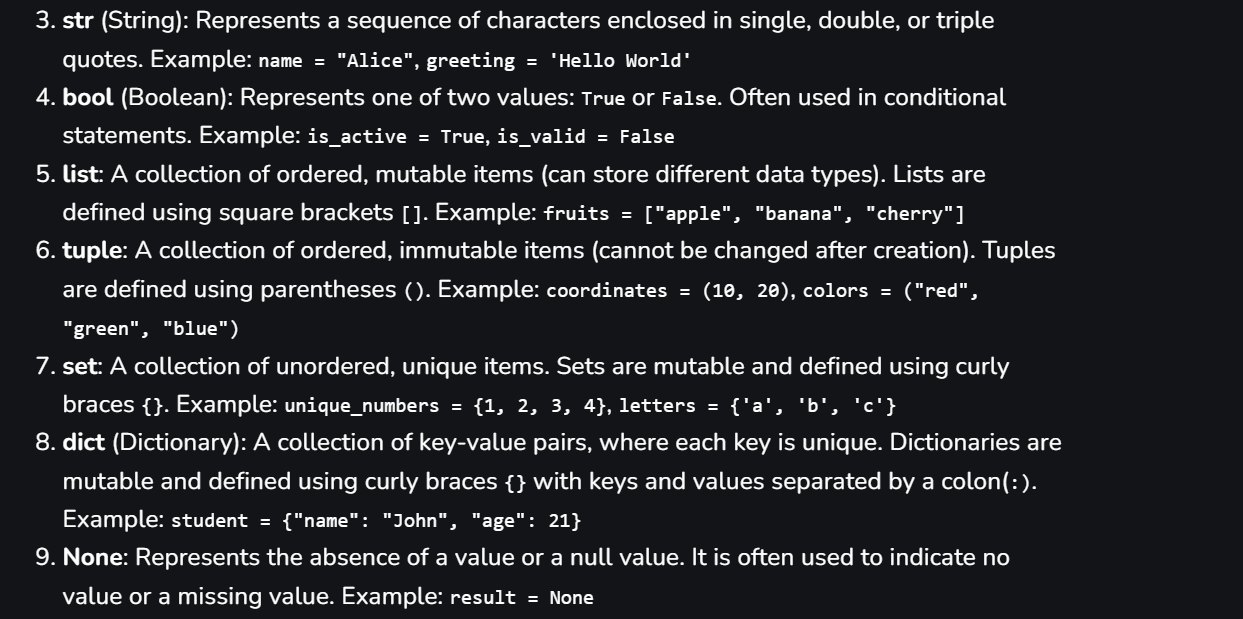 3. str (String): Represents a sequence of characters enclosed in single, double, or triple
quotes. Example: name = "Alice", greeting = 'Hello World'
4. bool (Boolean): Represents one of two values: True or False. Often used in conditional
statements. Example: is_active = True, is_valid = False
5. list: A collection of ordered, mutable items (can store different data types). Lists are
defined using square brackets []. Example: fruits = ["apple", "banana", "cherry"]
6. tuple: A collection of ordered, immutable items (cannot be changed after creation). Tuples
are defined using parentheses (). Example: coordinates = (10, 20), colors = ("red",
"green", "blue")
7. set: A collection of unordered, unique items. Sets are mutable and defined using curly
braces {}. Example: unique_numbers = {1, 2, 3, 4}, letters = {'a', 'b', 'c'}
8. dict (Dictionary): A collection of key-value pairs, where each key is unique. Dictionaries are
mutable and defined using curly braces {} with keys and values separated by a colon(:).
Example: student = {"name": "John", "age": 21}
9. None: Represents the absence of a value or a null value. It is often used to indicate no
value or a missing value. Example: result = None